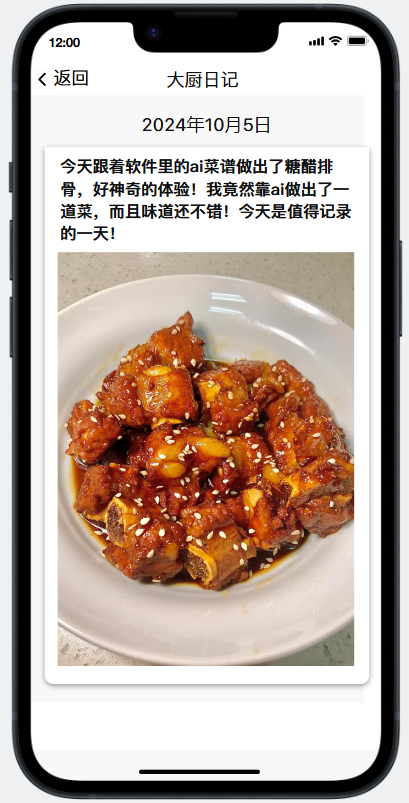 12:00
返回
大厨日记
2024年10月5日
今天跟着软件里的ai菜谱做出了糖醋排
骨，好神奇的体验！我竟然靠ai做出了一
道菜，而且味道还不错！今天是值得记录
的一天！